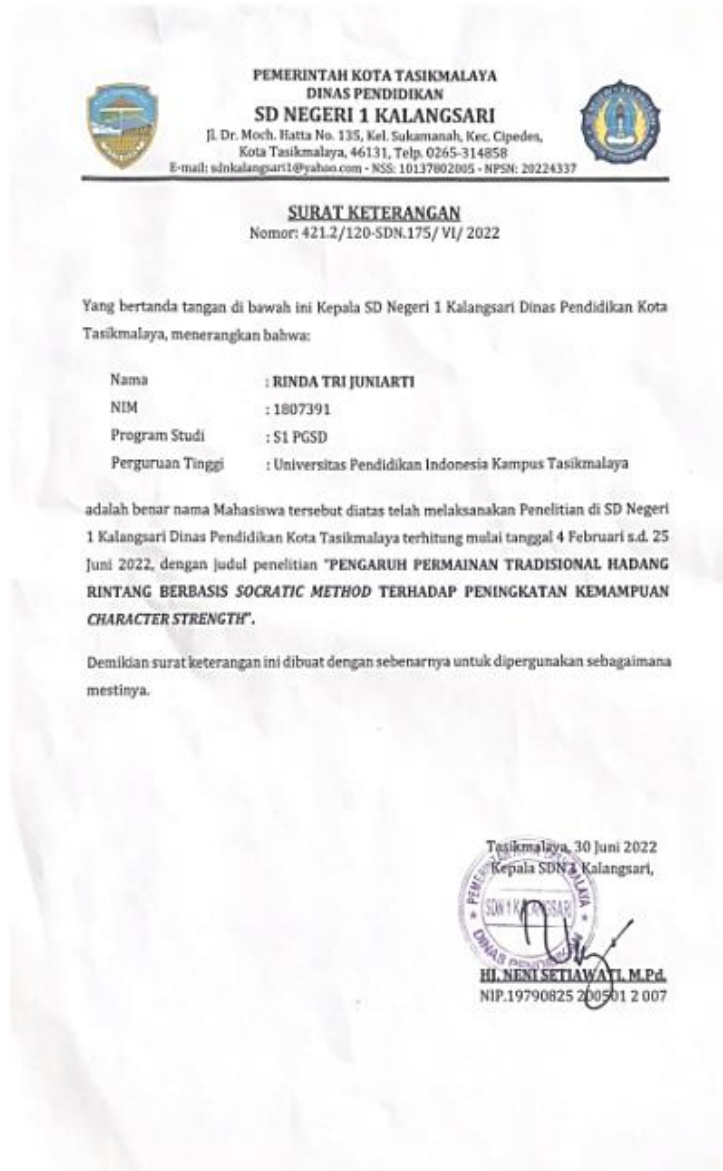 PEMERINTAH KOTA TASIKMALAYA
DINAS PENDIDIKAN
SD NEGERI 1 KALANGSARI
Jl. Dr. Moch. Hatta No. 135, Kel. Sukamanah, Kec. Cipedes,
Kota Tasikmalaya, 46131, Telp. 0265-314858
E-mail: sdnkalangsari1@yahoo.com - NSS: 10137802005 - NPSN: 20224337
SURAT KETERANGAN
Nomor: 421.2/120-SDN.175/ VI/ 2022
Yang bertanda tangan di bawah ini Kepala SD Negeri 1 Kalangsari Dinas Pendidikan Kota
Tasikmalaya, menerangkan bahwa:
Nama : RINDA TRI JUNIARTI
NIM : 1807391
Program Studi : S1 PGSD
Perguruan Tinggi : Universitas Pendidikan Indonesia Kampus Tasikmalaya
adalah benar nama Mahasiswa tersebut diatas telah melaksanakan Penelitian di SD Negeri
1 Kalangsari Dinas Pendidikan Kota Tasikmalaya terhitung mulai tanggal 4 Februari s.d. 25
Juni 2022, dengan judul penelitian "PENGARUH PERMAINAN TRADISIONAL HADANG
RINTANG BERBASIS SOCRATIC METHOD TERHADAP PENINGKATAN KEMAMPUAN
CHARACTER STRENGTH".
Demikian surat keterangan ini dibuat dengan sebenarnya untuk dipergunakan sebagaimana
mestinya.
Tasikmalaya, 30 Juni 2022
Kepala SDN 1 Kalangsari,
SDN 1 KALANGSARI
DINAS PENDIDIKAN
HJ. NENI SETIAWATI, M.Pd.
NIP.19790825 200501 2 007